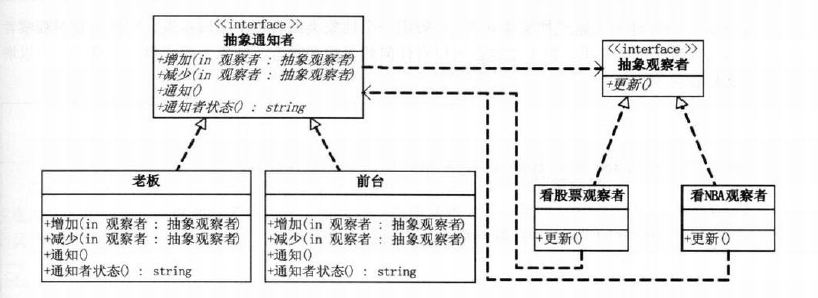 <<interface>>
抽象通知者
+增加(in 观察者 : 抽象观察者)
+减少(in 观察者 : 抽象观察者)
+通知()
+通知者状态() : string
<<interface>>
抽象观察者
+更新()
老板
+增加(in 观察者 : 抽象观察者)
+减少(in 观察者 : 抽象观察者)
+通知()
+通知者状态() : string
前台
+增加(in 观察者 : 抽象观察者)
+减少(in 观察者 : 抽象观察者)
+通知()
+通知者状态() : string
看股票观察者
+更新()
看NBA观察者
+更新()